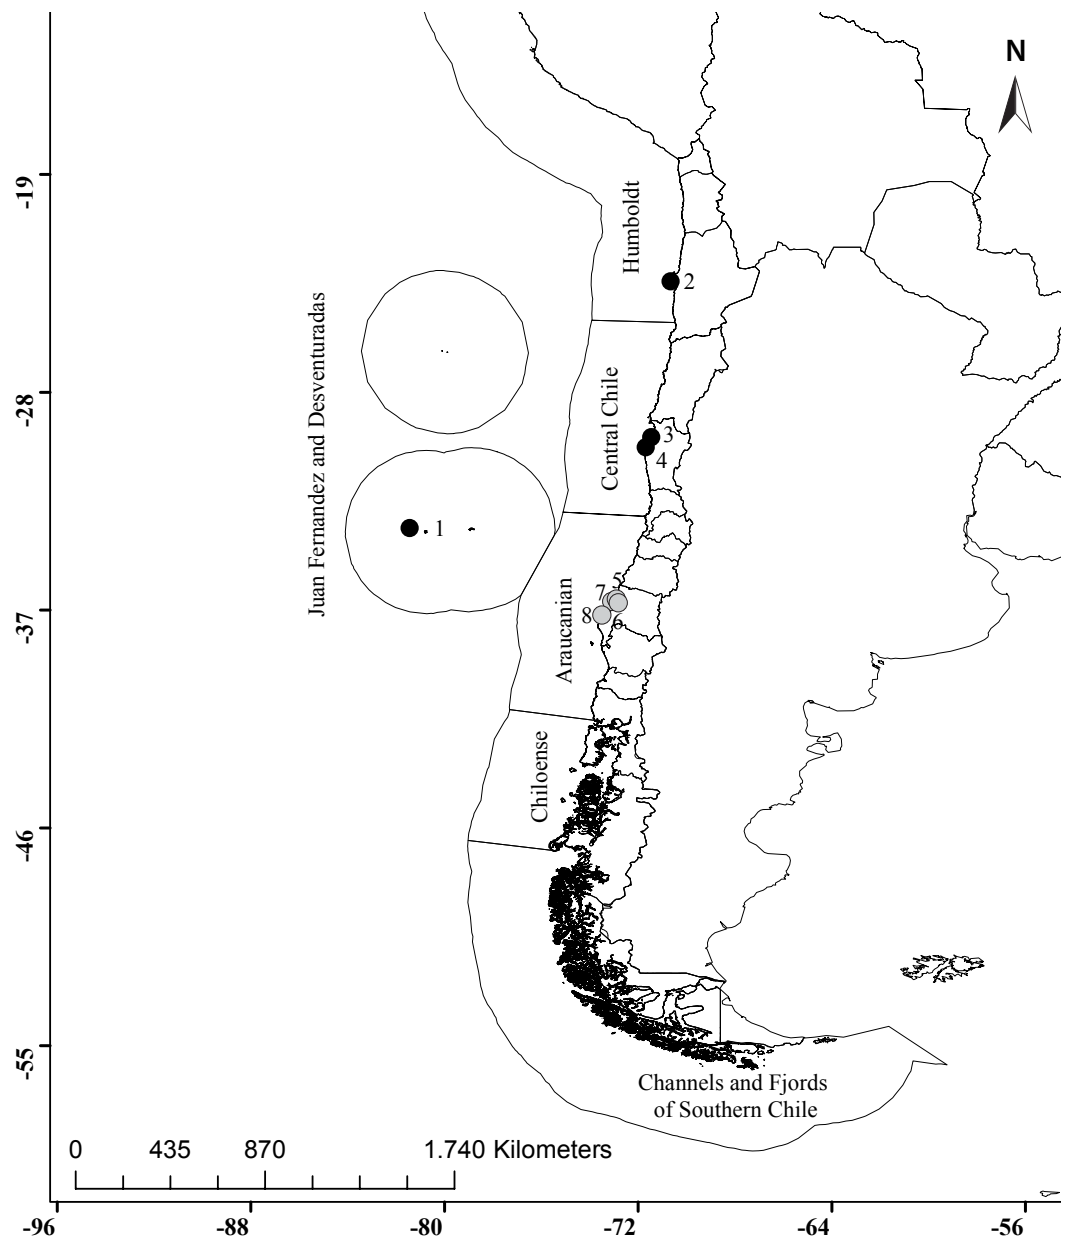 N
-19
Humboldt
2
Juan Fernandez and Desventuradas
-28
Central Chile
3
4
1
-37
Araucanian
5
7
8
6
Chiloense
-46
-55
Channels and Fjords
of Southern Chile
0 435 870 1.740 Kilometers
-96 -88 -80 -72 -64 -56